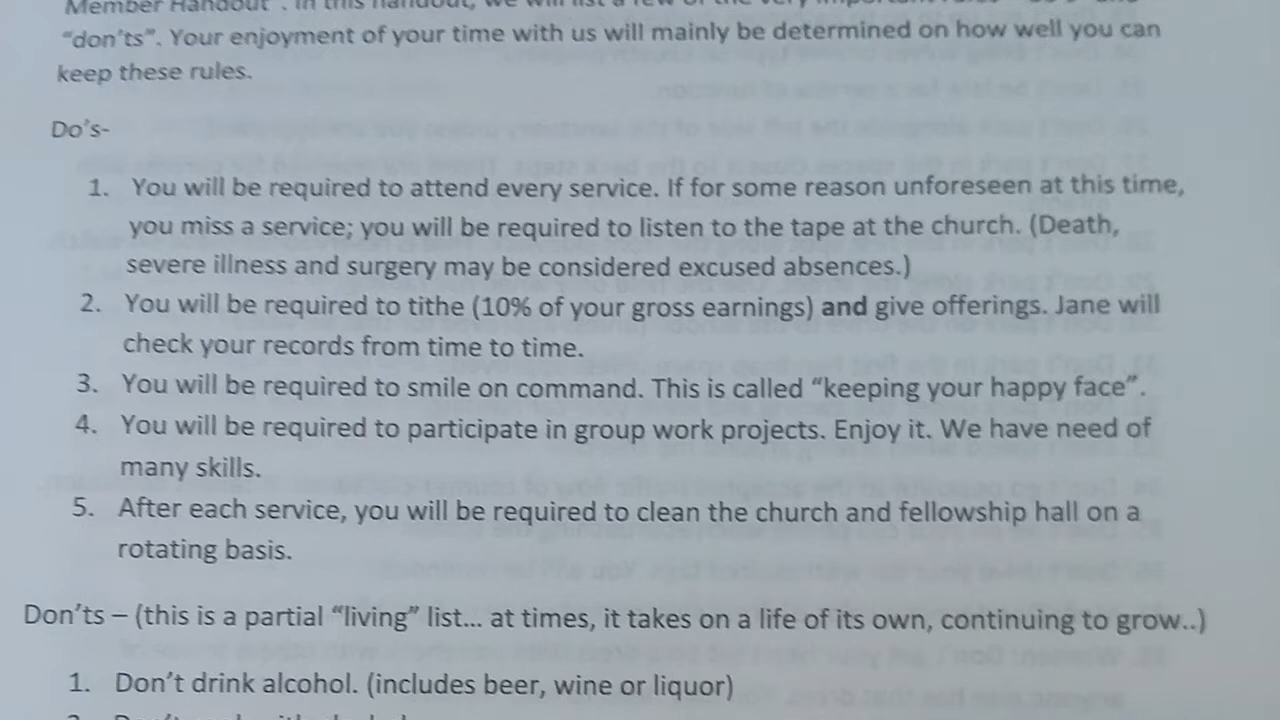 Member Handout". In this handout, we will list a few of the very important rules
"don'ts". Your enjoyment of your time with us will mainly be determined on how well you can
keep these rules.
Do's-
1. You will be required to attend every service. If for some reason unforeseen at this time,
you miss a service; you will be required to listen to the tape at the church. (Death,
severe illness and surgery may be considered excused absences.)
2. You will be required to tithe (10% of your gross earnings) and give offerings. Jane will
check your records from time to time.
3. You will be required to smile on command. This is called "keeping your happy face".
4. You will be required to participate in group work projects. Enjoy it. We have need of
many skills.
5. After each service, you will be required to clean the church and fellowship hall on a
rotating basis.
Don'ts – (this is a partial "living" list... at times, it takes on a life of its own, continuing to grow..)
1. Don't drink alcohol. (includes beer, wine or liquor)